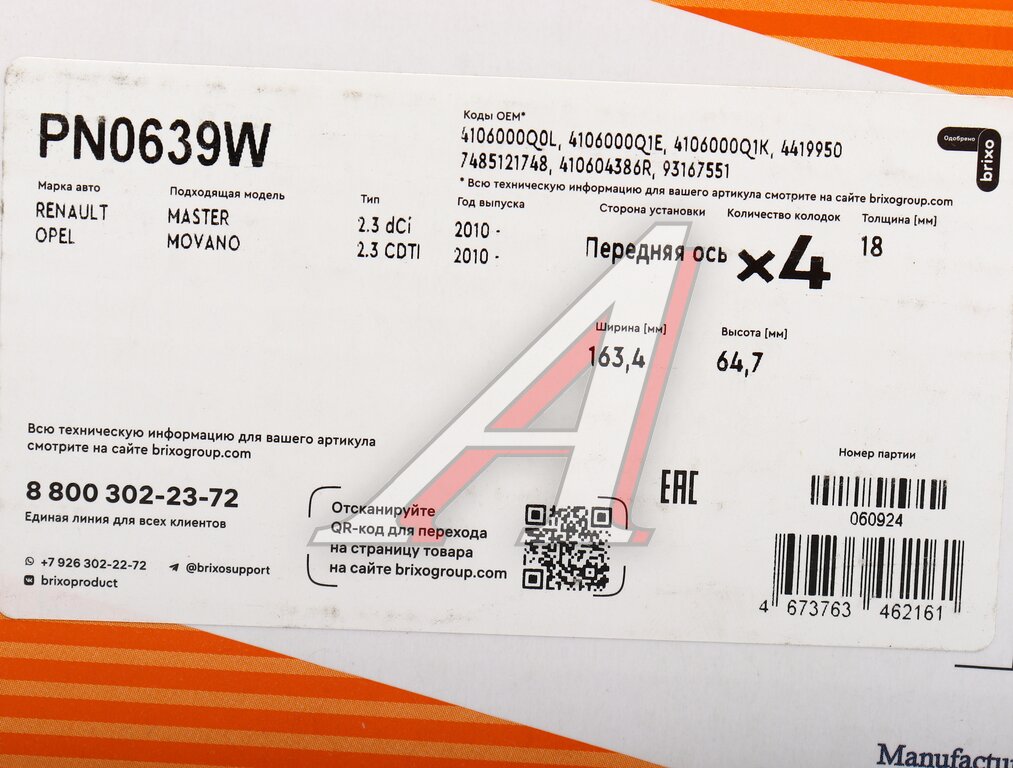 PN0639W
Коды OEM*
4106000Q0L, 4106000Q1E, 4106000Q1K, 4419950
7485121748, 410604386R, 93167551
* Всю техническую информацию для вашего артикула смотрите на сайте brixogroup.com
Одобрено brixo
Марка авто Подходящая модель Тип Год выпуска Сторона установки Количество колодок Толщина [мм]
RENAULT MASTER 2.3 dCi 2010 - Передняя ось ×4 18
OPEL MOVANO 2.3 CDTI 2010 -
Ширина [мм] Высота [мм]
163,4 64,7
Всю техническую информацию для вашего артикула
смотрите на сайте brixogroup.com
8 800 302-23-72
Единая линия для всех клиентов
+7 926 302-22-72 @brixosupport
brixoproduct
Отсканируйте
QR-код для перехода
на страницу товара
на сайте brixogroup.com
EAC
Номер партии
060924
4 673763 462161